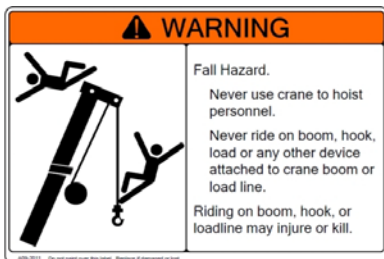 WARNING
Fall Hazard.
Never use crane to hoist
personnel.
Never ride on boom, hook,
load or any other device
attached to crane boom or
load line.
Riding on boom, hook, or
loadline may injure or kill.